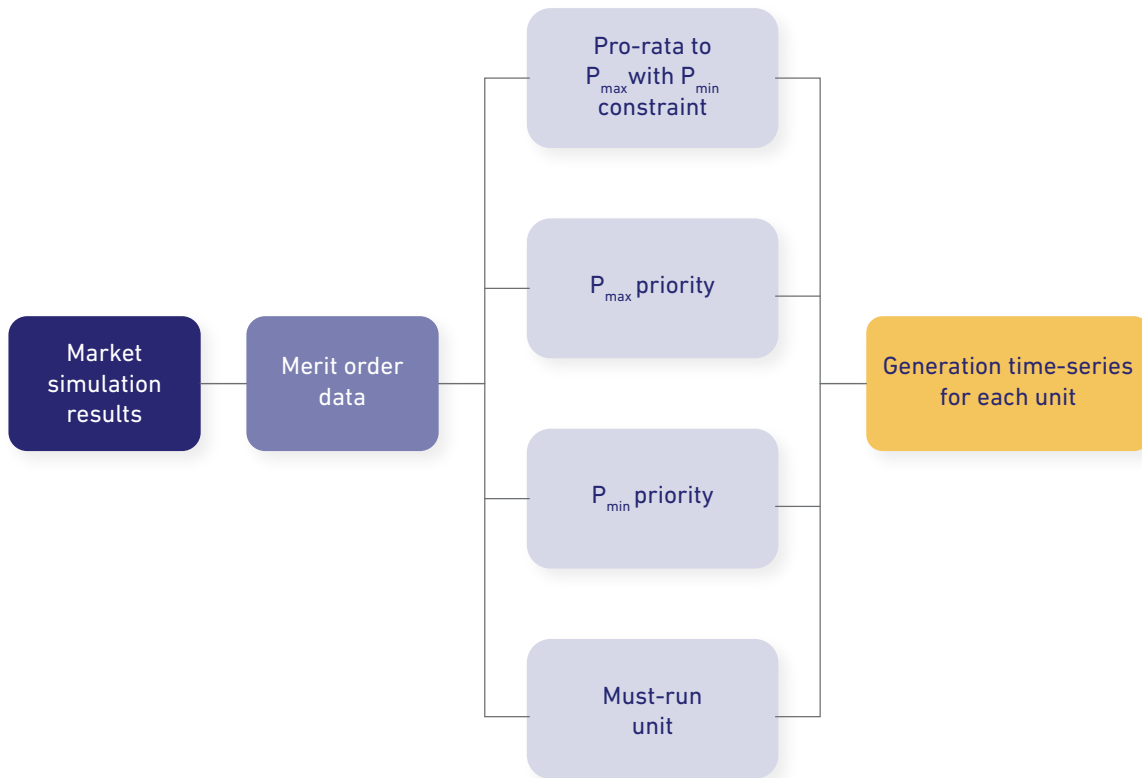 Market
simulation
results
Merit order
data
Pro-rata to
Pmax with Pmin
constraint
Pmax priority
Pmin priority
Must-run
unit
Generation time-series
for each unit